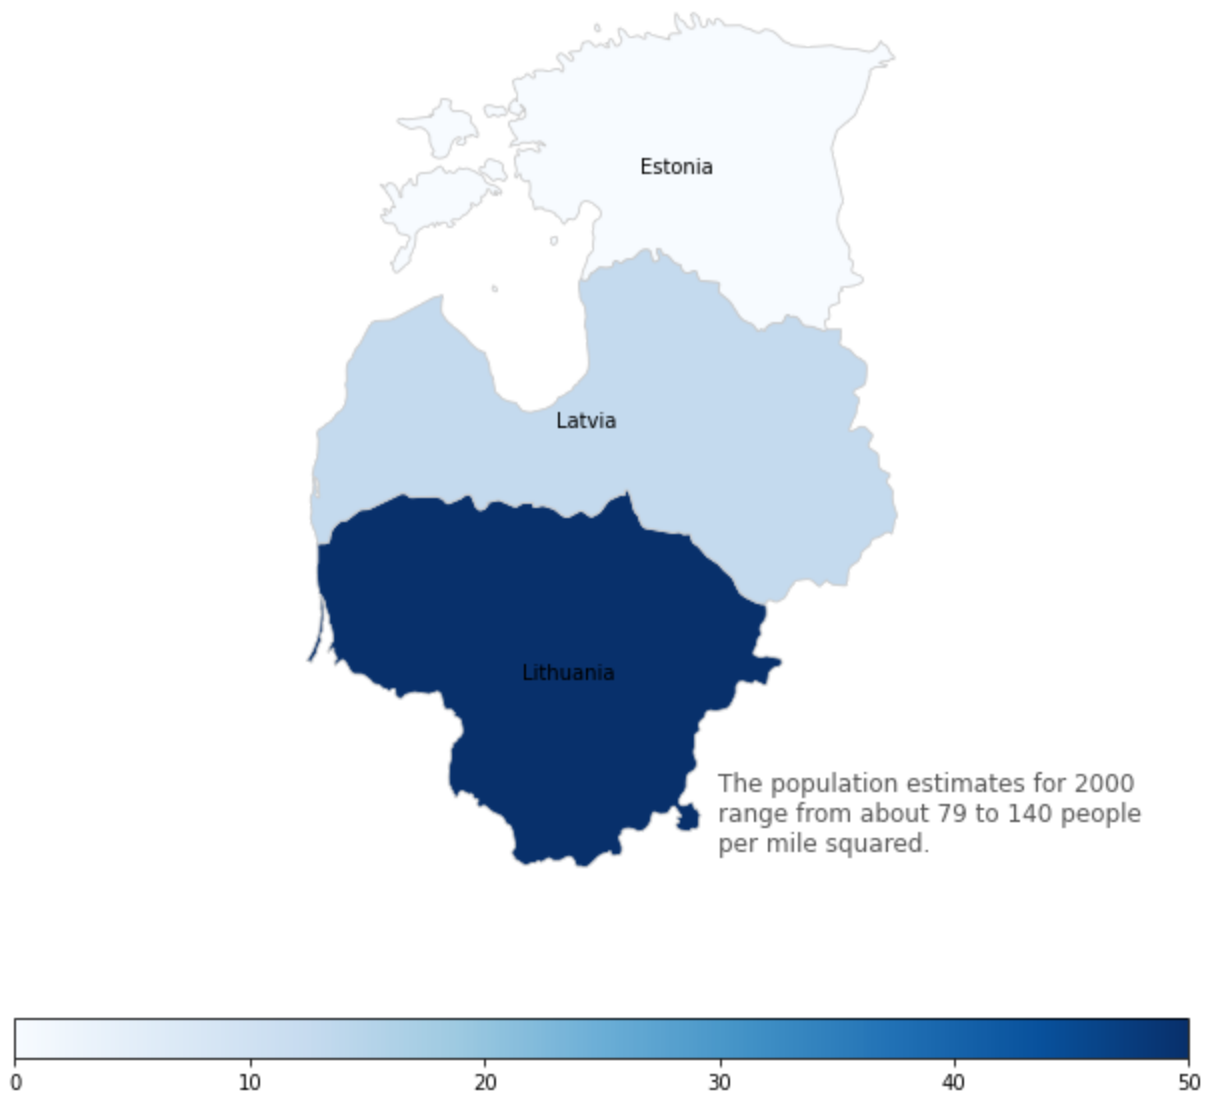 Estonia
Latvia
Lithuania
The population estimates for 2000
range from about 79 to 140 people
per mile squared.
0 10 20 30 40 50